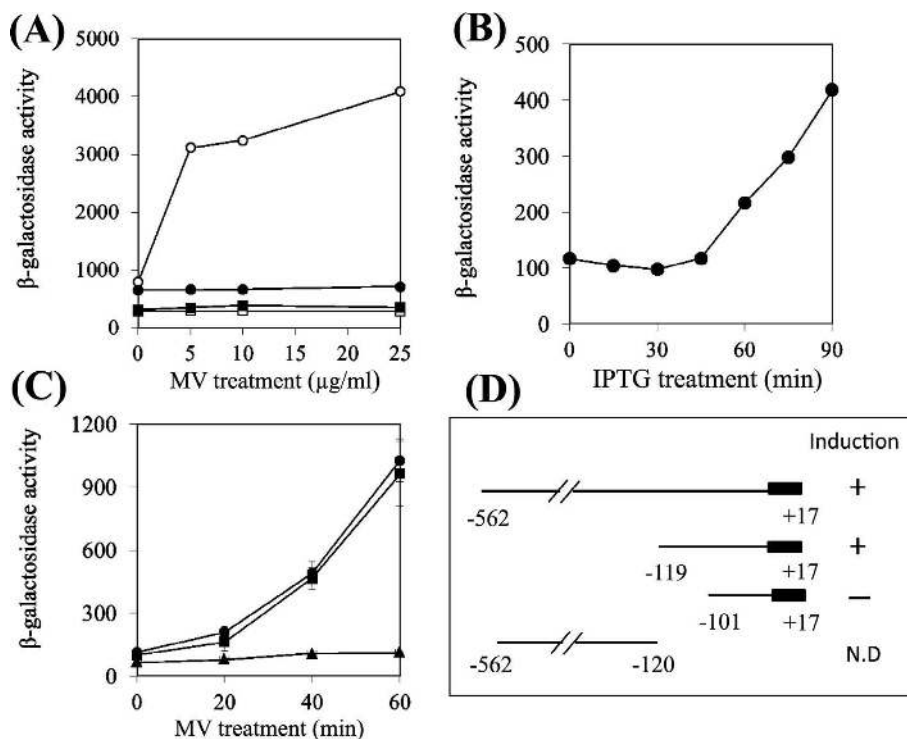 (A)
β-galactosidase activity
5000
4000
3000
2000
1000
0
0 5 10 15 20 25
MV treatment (μg/ml)
(B)
β-galactosidase activity
500
400
300
200
100
0
0 30 60 90
IPTG treatment (min)
(C)
β-galactosidase activity
1200
900
600
300
0
0 20 40 60
MV treatment (min)
(D)
Induction
-562 +17 +
-119 +17 +
-101 +17 −
-562 -120 N.D